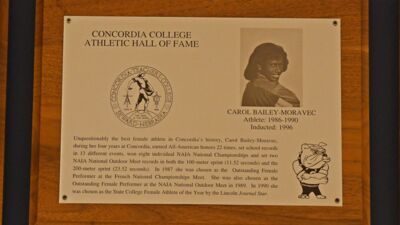 CONCORDIA COLLEGE
ATHLETIC HALL OF FAME
CONCORDIA TEACHERS COLLEGE
SEWARD NEBRASKA
CAROL BAILEY-MORAVEC
Athlete: 1986-1990
Inducted: 1996
Unquestionably the best female athlete in Concordia's history, Carol Bailey-Moravec,
during her four years at Concordia, earned All-American honors 22 times, set school records
in 13 different events, won eight individual NAIA National Championships and set two
NAIA National Outdoor Meet records in both the 100-meter sprint (11.52 seconds) and the
200-meter sprint (23.52 seconds). In 1987 she was chosen as the Outstanding Female
Performer at the French National Championships Meet. She was also chosen as the
Outstanding Female Performer at the NAIA National Outdoor Meet in 1989. In 1990 she
was chosen as the State College Female Athlete of the Year by the Lincoln Journal Star.